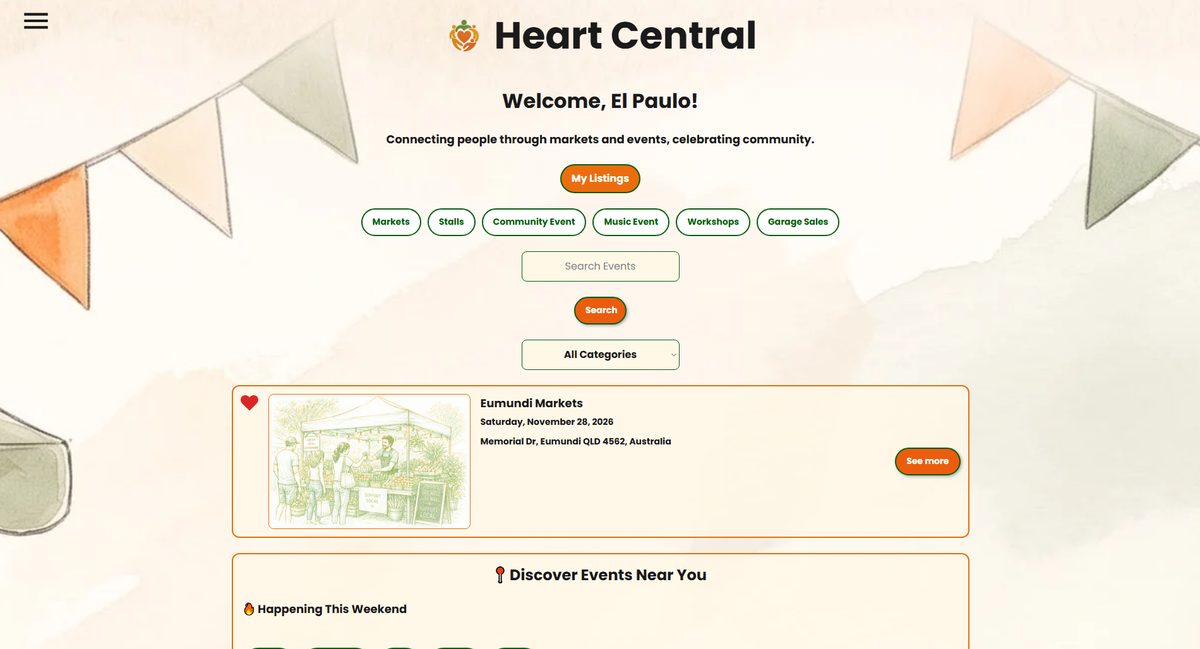 Heart Central
Welcome, El Paulo!
Connecting people through markets and events, celebrating community.
My Listings
Markets
Stalls
Community Event
Music Event
Workshops
Garage Sales
Search Events
Search
All Categories
Eumundi Markets
Saturday, November 28, 2026
Memorial Dr, Eumundi QLD 4562, Australia
See more
Discover Events Near You
Happening This Weekend